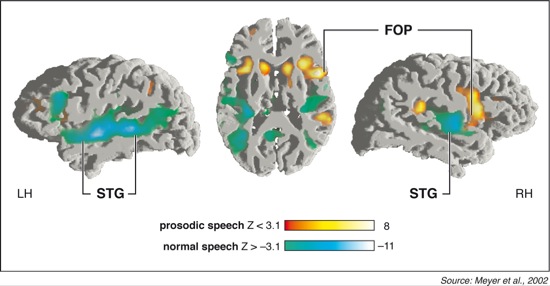 FOP
LH
STG
STG
RH
prosodic speech Z < 3.1 8
normal speech Z > –3.1 –11
Source: Meyer et al., 2002